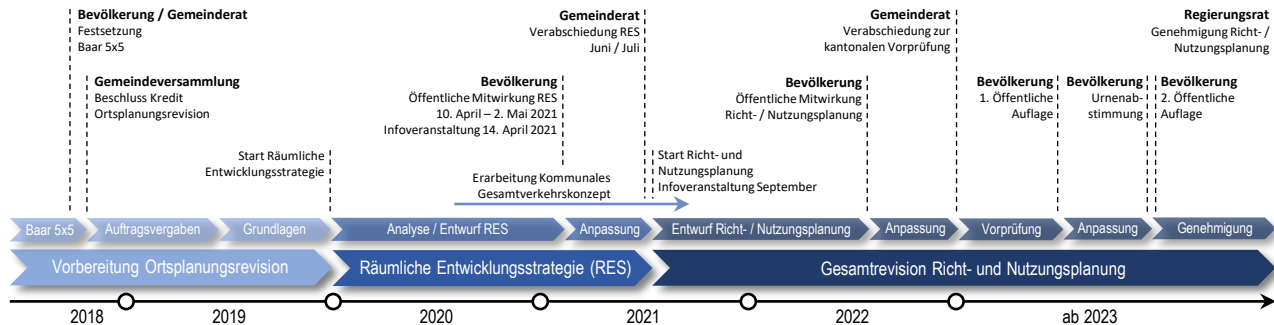 Bevölkerung / Gemeinderat
Festsetzung
Baar 5x5
Gemeinderat
Verabschiedung RES
Juni / Juli
Gemeinderat
Verabschiedung zur
kantonalen Vorprüfung
Regierungsrat
Genehmigung Richt- /
Nutzungsplanung
Gemeindeversammlung
Beschluss Kredit
Ortsplanungsrevision
Bevölkerung
Öffentliche Mitwirkung RES
10. April – 2. Mai 2021
Infoveranstaltung 14. April 2021
Bevölkerung
Öffentliche Mitwirkung
Richt- / Nutzungsplanung
Bevölkerung
1. Öffentliche
Auflage
Bevölkerung
Urnenab-
stimmung
Bevölkerung
2. Öffentliche
Auflage
Start Räumliche
Entwicklungsstrategie
Erarbeitung Kommunales
Gesamtverkehrskonzept
Start Richt- und
Nutzungsplanung
Infoveranstaltung September
Baar 5x5
Auftragsvergaben
Grundlagen
Analyse / Entwurf RES
Anpassung
Entwurf Richt- / Nutzungsplanung
Anpassung
Vorprüfung
Anpassung
Genehmigung
Vorbereitung Ortsplanungsrevision
Räumliche Entwicklungsstrategie (RES)
Gesamtrevision Richt- und Nutzungsplanung
2018
2019
2020
2021
2022
ab 2023